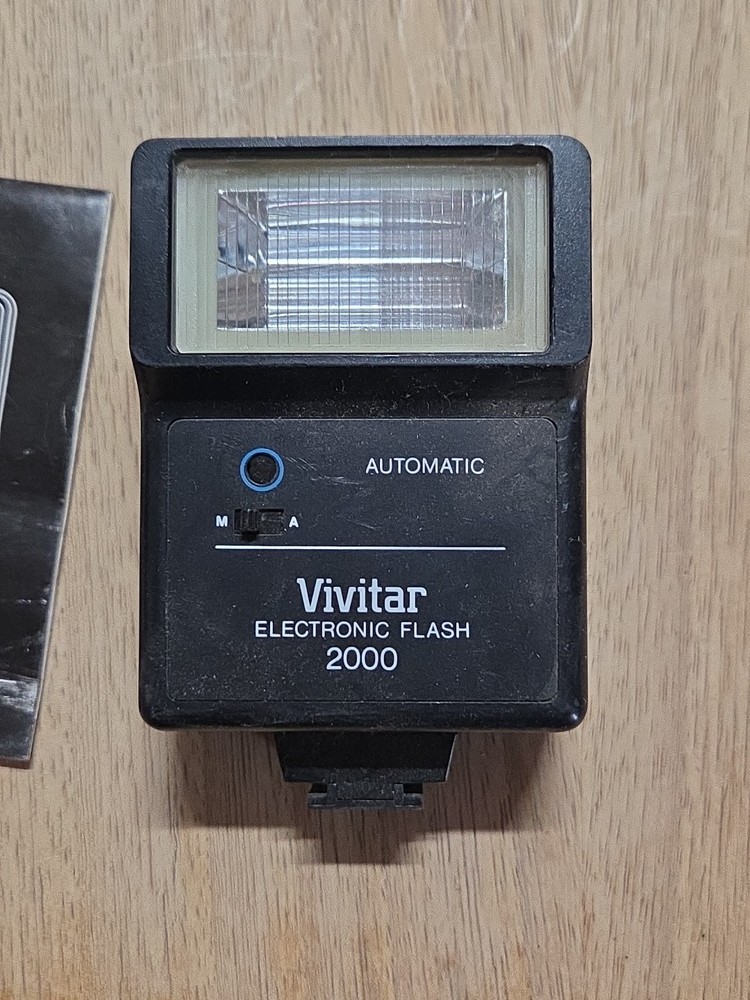 AUTOMATIC
M A
Vivitar
ELECTRONIC FLASH
2000